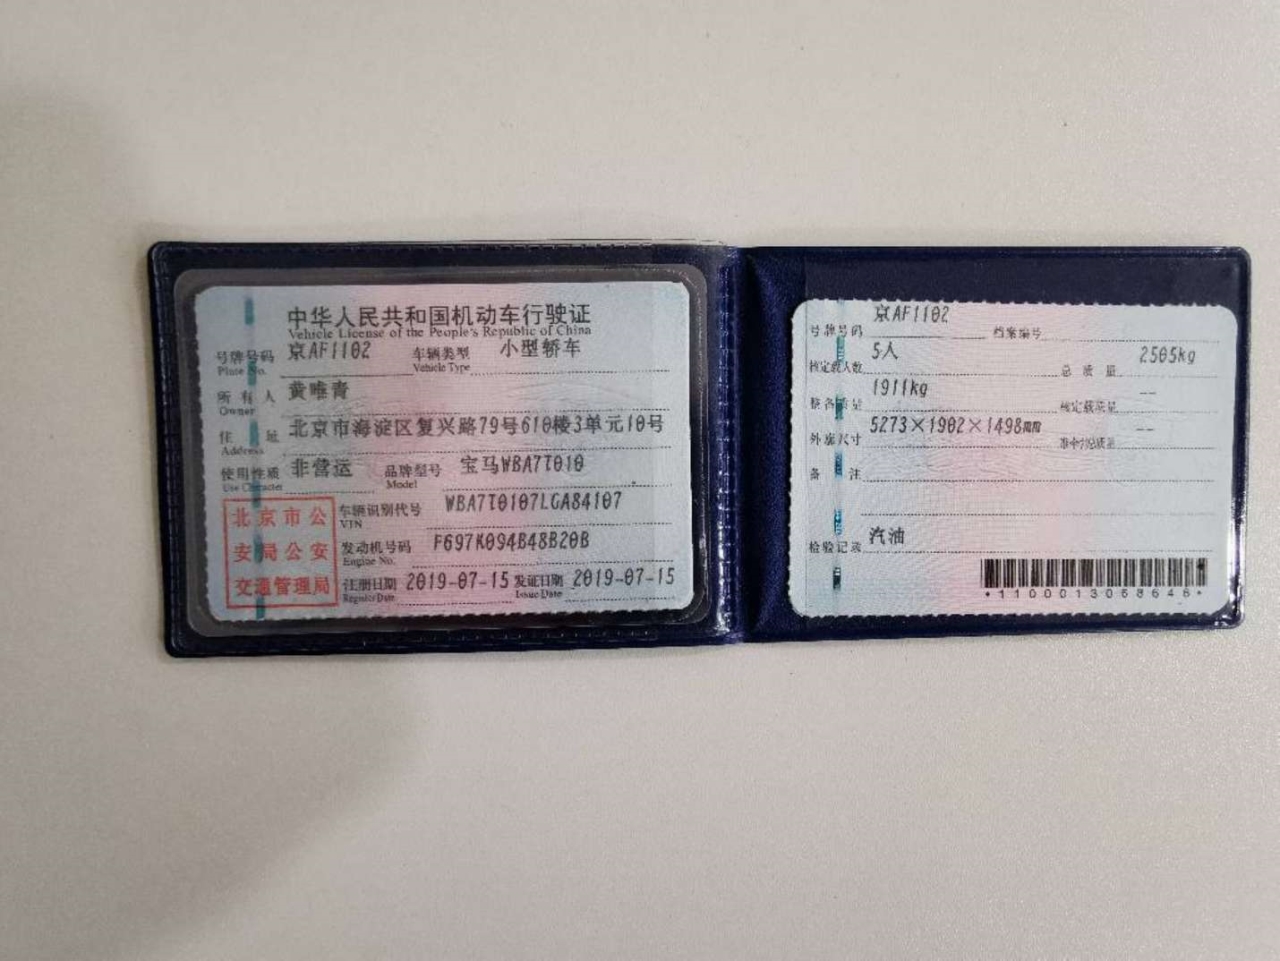 中华人民共和国机动车行驶证
Vehicle License of the People's Republic of China
号牌号码 京AF1102 车辆类型 小型轿车
Plate No. Vehicle Type
所有人 黄唯青
Owner
住址 北京市海淀区复兴路79号610楼3单元10号
Address
使用性质 非营运 品牌型号 宝马WBA7T010
Use Character Model
北京市公
安局公安
交通管理局
车辆识别代号 WBA7T0107LGA84107
VIN
发动机号码 F697K094B48B20B
Engine No.
注册日期 2019-07-15 发证日期 2019-07-15
Register Date Issue Date
号牌号码 京AF1102 档案编号
核定载人数 5人 总质量 2505kg
整备质量 1911kg 核定载质量 --
外廓尺寸 5273×1902×1498mm 准牵引总质量 --
备注
检验记录 汽油
*1100013068646*